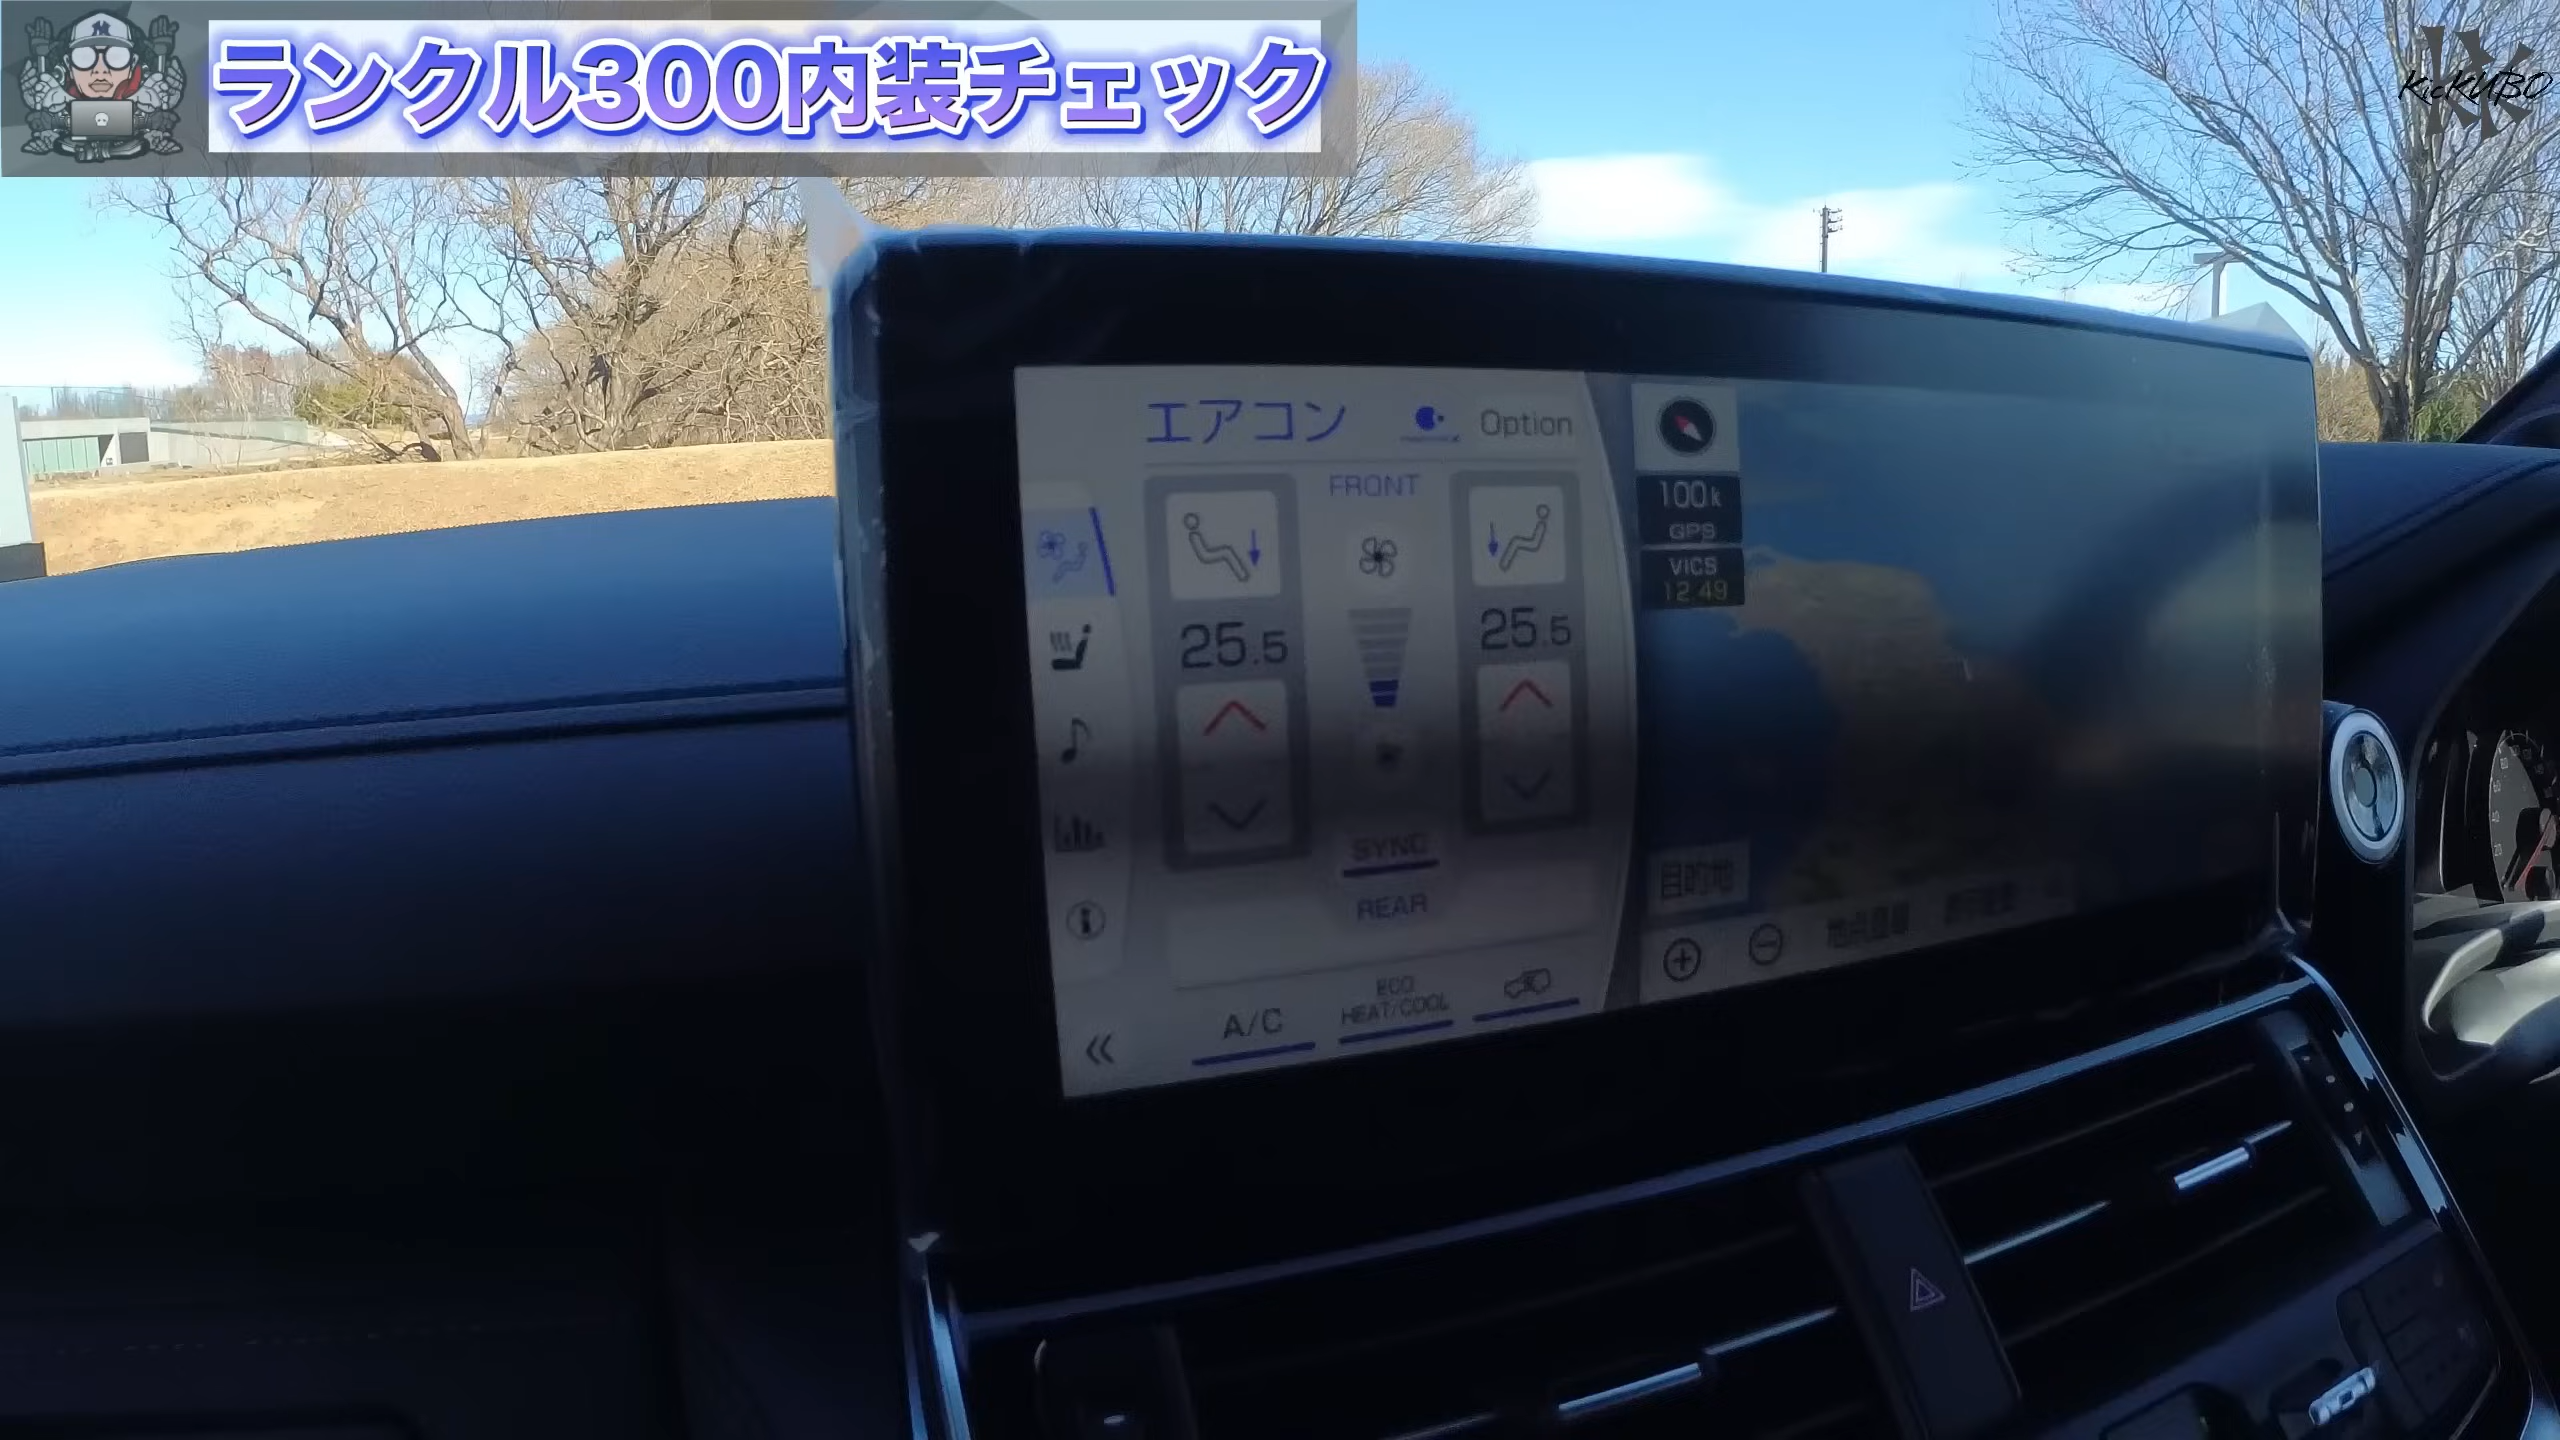 ランクル300内装チェック
KicKUBO
エアコン
Option
FRONT
25.5
25.5
SYNC
REAR
A/C
ECO
HEAT/COOL
100k
GPS
VICS
12:49
目的地